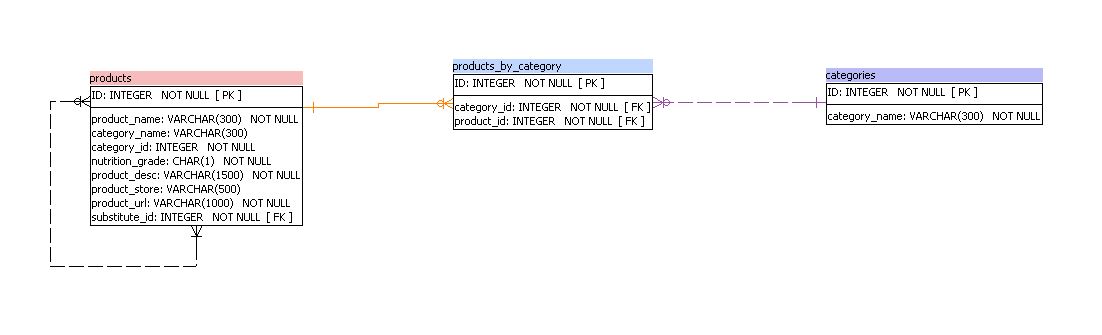 products
ID: INTEGER NOT NULL [ PK ]
product_name: VARCHAR(300) NOT NULL
category_name: VARCHAR(300)
category_id: INTEGER NOT NULL
nutrition_grade: CHAR(1) NOT NULL
product_desc: VARCHAR(1500) NOT NULL
product_store: VARCHAR(500)
product_url: VARCHAR(1000) NOT NULL
substitute_id: INTEGER NOT NULL [ FK ]
products_by_category
ID: INTEGER NOT NULL [ PK ]
category_id: INTEGER NOT NULL [ FK ]
product_id: INTEGER NOT NULL [ FK ]
categories
ID: INTEGER NOT NULL [ PK ]
category_name: VARCHAR(300) NOT NULL